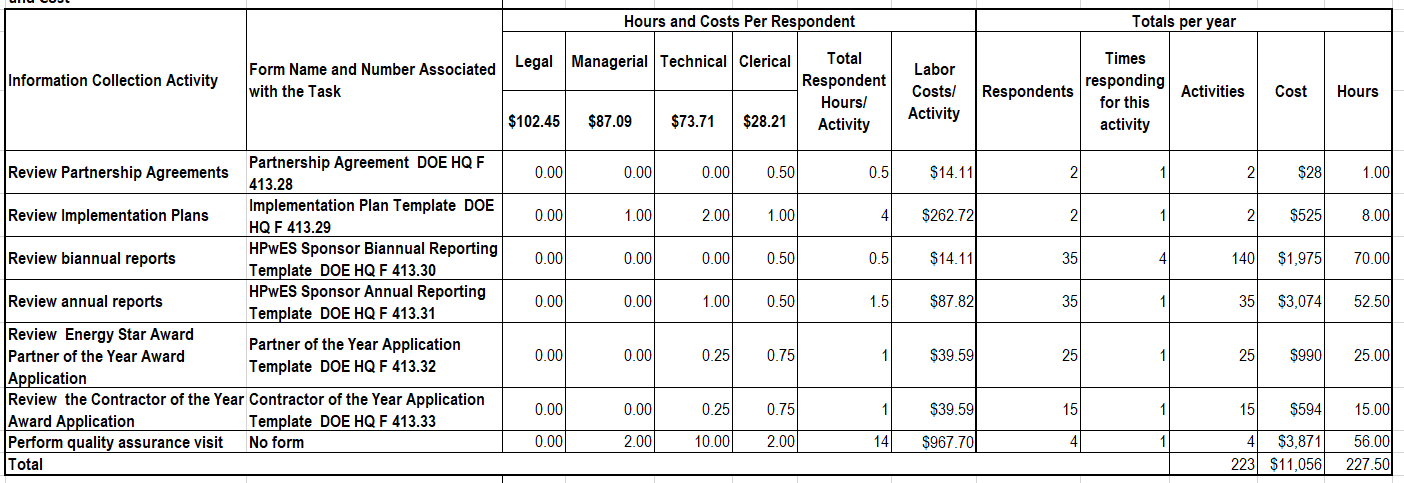 and Cost
Hours and Costs Per Respondent Totals per year
Information Collection Activity
Form Name and Number Associated
with the Task
Legal Managerial Technical Clerical
$102.45 $87.09 $73.71 $28.21
Total
Respondent
Hours/
Activity
Labor
Costs/
Activity
Respondents
Times
responding
for this
activity
Activities Cost Hours
Review Partnership Agreements
Partnership Agreement DOE HQ F
413.28
0.00 0.00 0.00 0.50 0.5 $14.11 2 1 2 $28 1.00
Review Implementation Plans
Implementation Plan Template DOE
HQ F 413.29
0.00 1.00 2.00 1.00 4 $262.72 2 1 2 $525 8.00
Review biannual reports
HPwES Sponsor Biannual Reporting
Template DOE HQ F 413.30
0.00 0.00 0.00 0.50 0.5 $14.11 35 4 140 $1,975 70.00
Review annual reports
HPwES Sponsor Annual Reporting
Template DOE HQ F 413.31
0.00 0.00 1.00 0.50 1.5 $87.82 35 1 35 $3,074 52.50
Review Energy Star Award
Partner of the Year Award
Application
Partner of the Year Application
Template DOE HQ F 413.32
0.00 0.00 0.25 0.75 1 $39.59 25 1 25 $990 25.00
Review the Contractor of the Year
Award Application
Contractor of the Year Application
Template DOE HQ F 413.33
0.00 0.00 0.25 0.75 1 $39.59 15 1 15 $594 15.00
Perform quality assurance visit No form 0.00 2.00 10.00 2.00 14 $967.70 4 1 4 $3,871 56.00
Total 223 $11,056 227.50